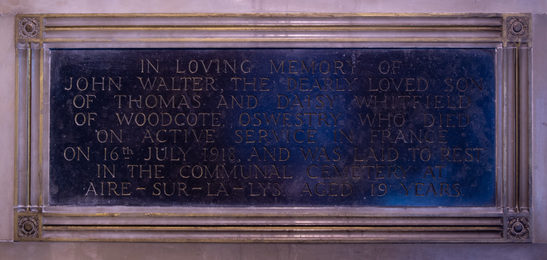 IN LOVING MEMORY OF
JOHN WALTER, THE DEARLY LOVED SON
OF THOMAS AND DAISY WHITFIELD
OF WOODCOTE, OSWESTRY, WHO DIED
ON ACTIVE SERVICE IN FRANCE
ON 16th JULY 1918, AND WAS LAID TO REST
IN THE COMMUNAL CEMETERY AT
AIRE-SUR-LA-LYS. AGED 19 YEARS.